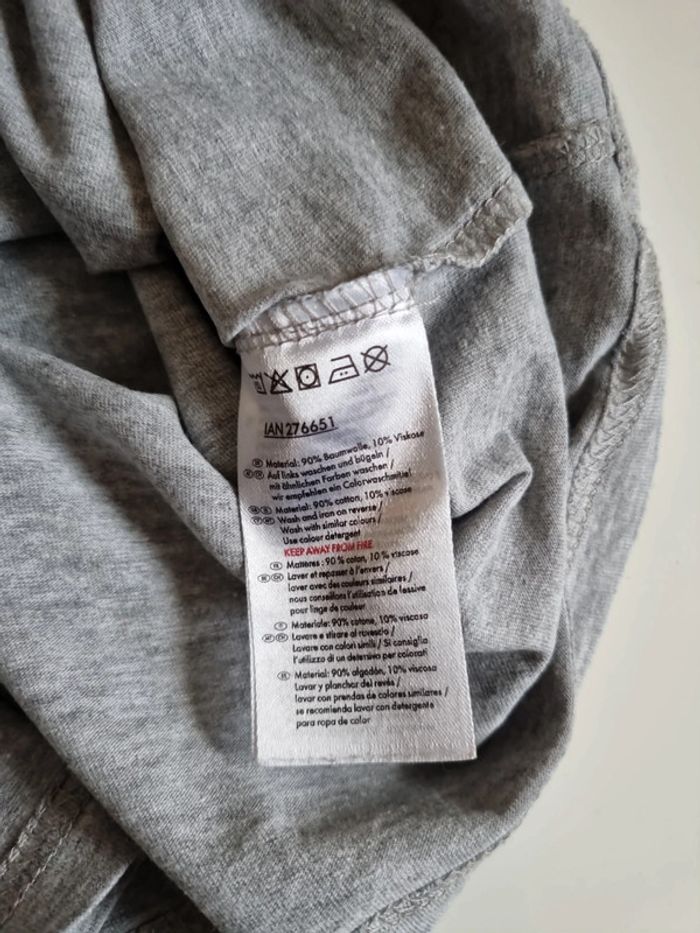 IAN 276651
DE Material: 90% Baumwolle, 10% Viskose
Auf links waschen und bügeln /
mit ähnlichen Farben waschen /
wir empfehlen ein Colorwaschmittel
Material: 90% cotton, 10% viscose
Wash and iron on reverse /
Wash with similar colours /
Use colour detergent
KEEP AWAY FROM FIRE
Matières: 90 % coton, 10 % viscose
Laver et repasser à l'envers /
laver avec des couleurs similaires /
nous conseillons l'utilisation de lessive
pour linge de couleur
Materiale: 90% cotone, 10% viscosa
Lavare e stirare al rovescio /
Lavare con colori simili / Si consiglia
l'utilizzo di un detersivo per colorati
Material: 90% algodón, 10% viscosa
Lavar y planchar del revés /
lavar con prendas de colores similares /
se recomienda lavar con detergente
para ropa de color